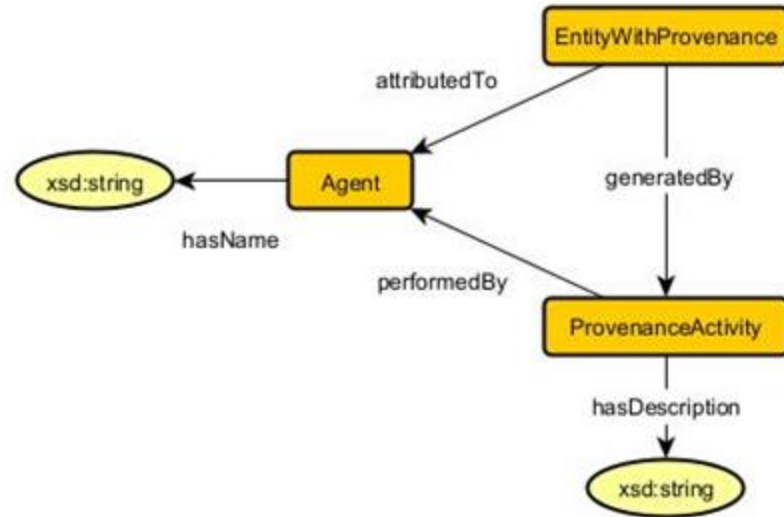 EntityWithProvenance
attributedTo
xsd:string
Agent
generatedBy
hasName
performedBy
ProvenanceActivity
hasDescription
xsd:string